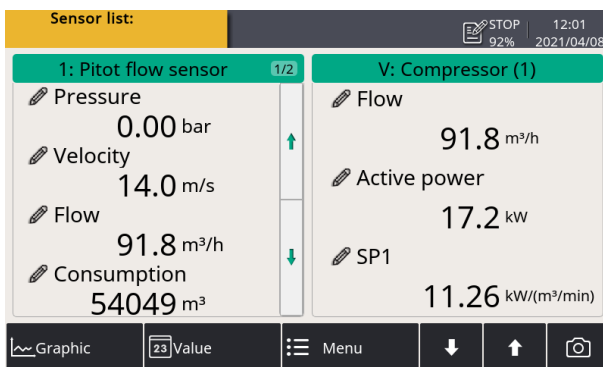 Sensor list:
STOP
92%
12:01
2021/04/08
1: Pitot flow sensor
1/2
Pressure
0.00 bar
Velocity
14.0 m/s
Flow
91.8 m³/h
Consumption
54049 m³
V: Compressor (1)
Flow
91.8 m³/h
Active power
17.2 kW
SP1
11.26 kW/(m³/min)
Graphic
23 Value
Menu